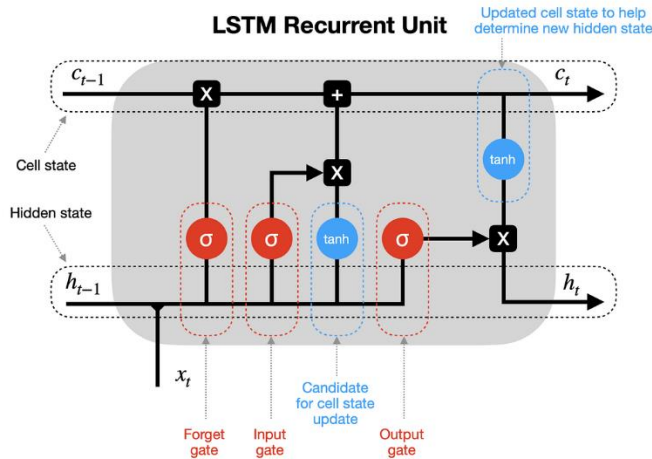 LSTM Recurrent Unit
Updated cell state to help
determine new hidden state
c_{t-1}
X
+
c_t
tanh
Cell state
X
Hidden state
σ
σ
tanh
σ
X
h_{t-1}
h_t
x_t
Candidate
for cell state
update
Forget
gate
Input
gate
Output
gate